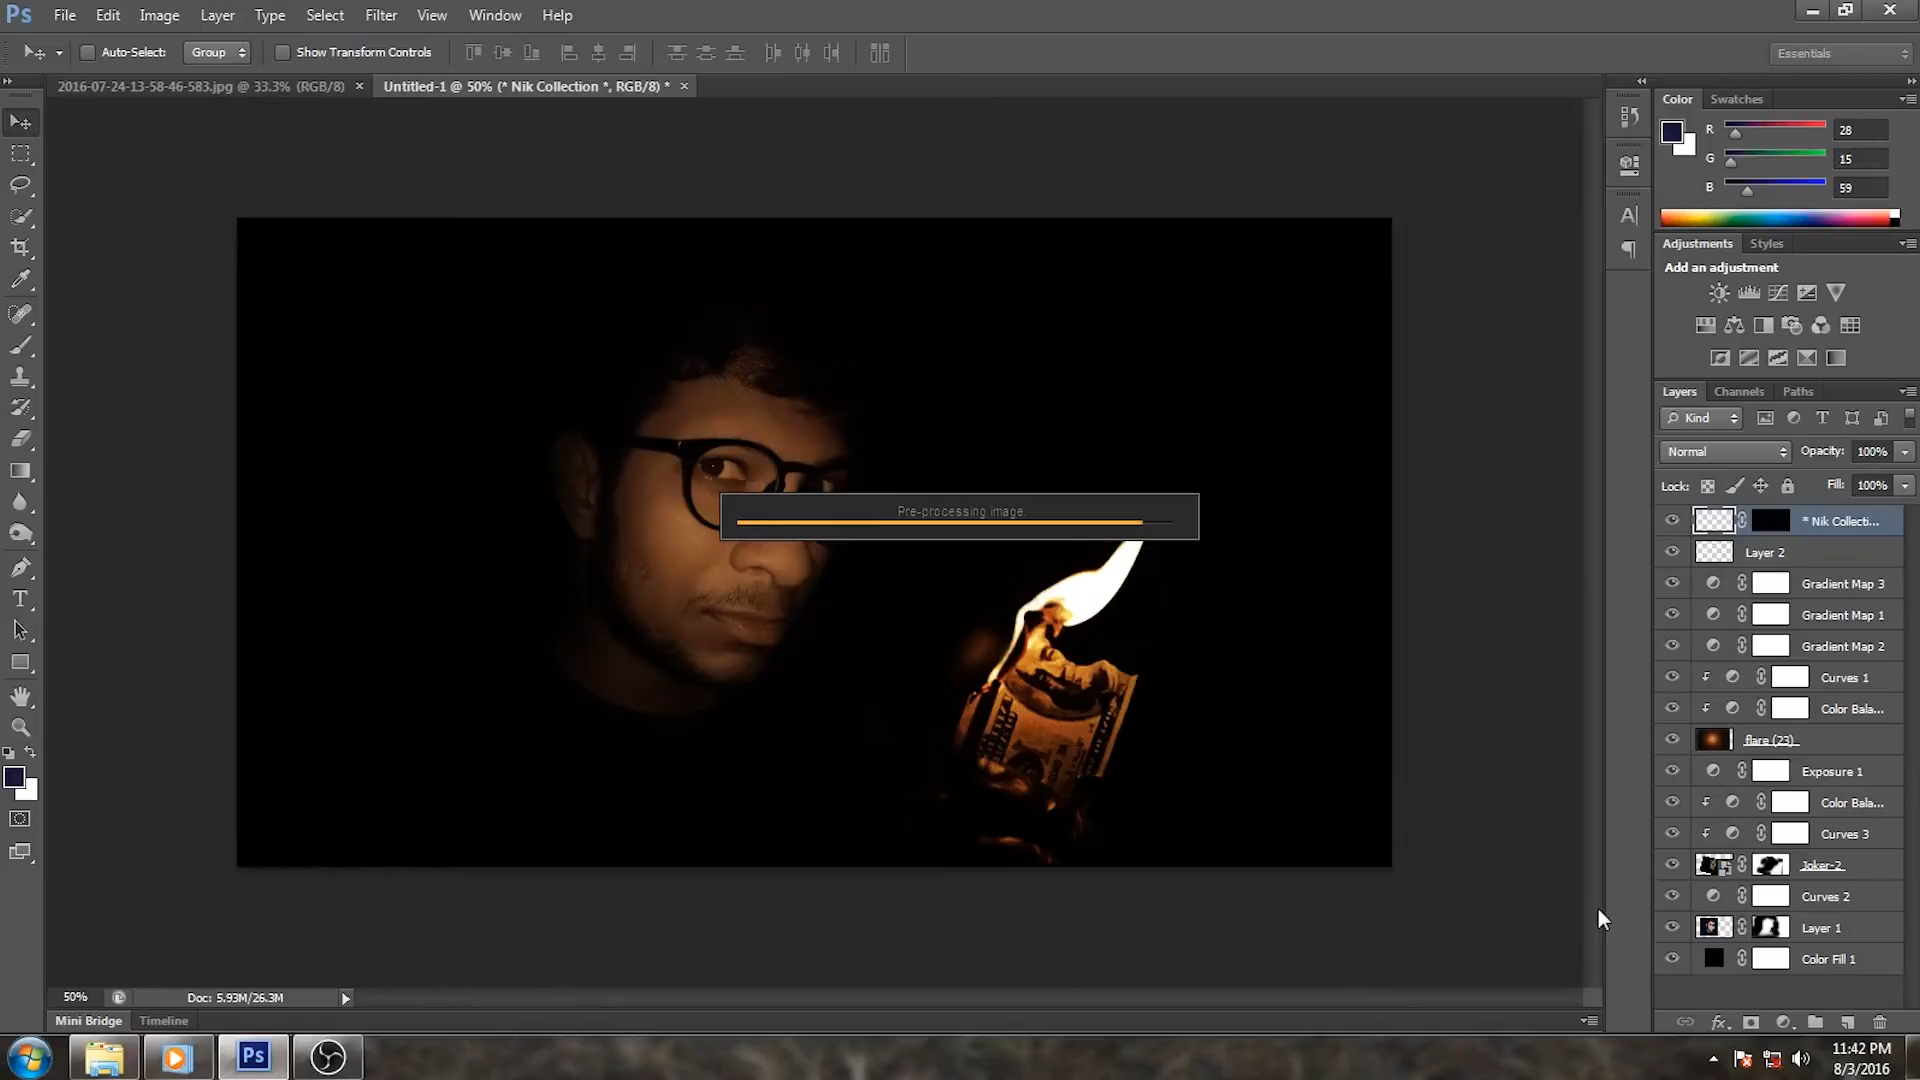 Ps File Edit Image Layer Type Select Filter View Window Help
Auto-Select: Group Show Transform Controls Essentials
2016-07-24-13-58-46-583.jpg @ 33.3% (RGB/8) × Untitled-1 @ 50% (* Nik Collection *, RGB/8) * ×
Color Swatches
R 28
G 15
B 59
Adjustments Styles
Add an adjustment
Layers Channels Paths
Kind
Normal Opacity: 100%
Lock: Fill: 100%
* Nik Collecti...
Layer 2
Gradient Map 3
Gradient Map 1
Gradient Map 2
Curves 1
Color Bala...
flare (23)
Exposure 1
Color Bala...
Curves 3
Joker-2
Curves 2
Layer 1
Color Fill 1
Pre-processing image.
50% Doc: 5.93M/26.3M
Mini Bridge Timeline
Ps
11:42 PM
8/3/2016